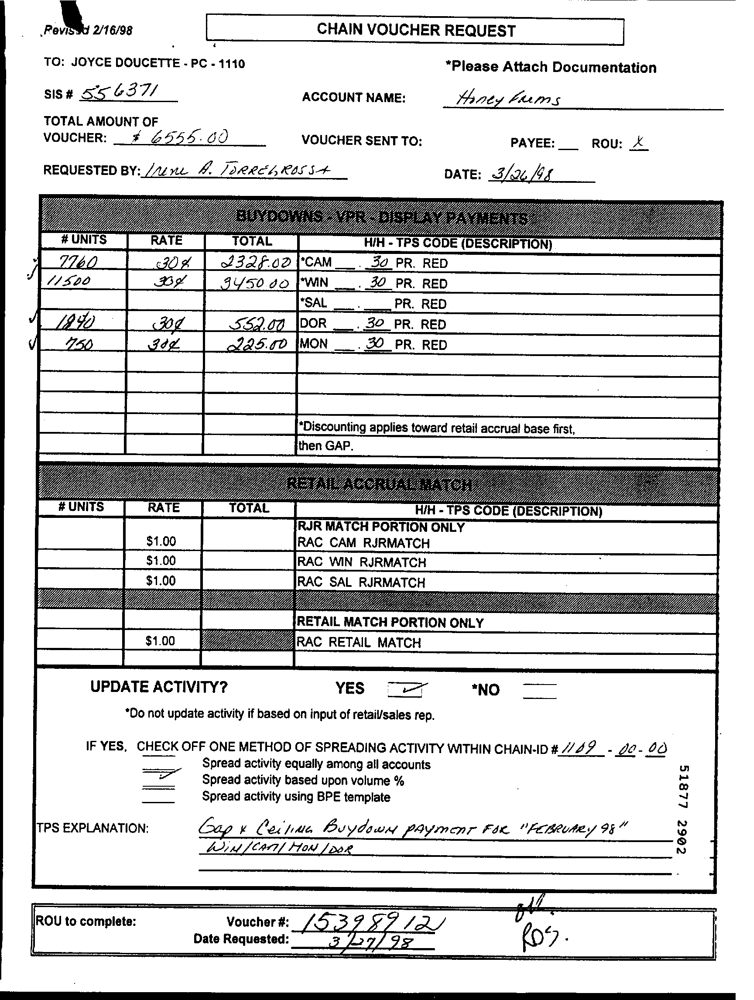 Revised 2/16/98
CHAIN VOUCHER REQUEST
TO: JOYCE DOUCETTE - PC - 1110
*Please Attach Documentation
SIS # 556371
ACCOUNT NAME: Honey Farms
TOTAL AMOUNT OF
VOUCHER: $ 6555.00 VOUCHER SENT TO: PAYEE: ___ ROU: X
REQUESTED BY: Irene A. TORREGROSSA DATE: 3/26/98
BUYDOWNS - VPR - DISPLAY PAYMENTS
# UNITS RATE TOTAL H/H - TPS CODE (DESCRIPTION)
7760 30¢ 2328.00 *CAM ___ . 30 PR. RED
11500 30¢ 3450 00 *WIN ___ . 30 PR. RED
*SAL ___ . ___ PR. RED
1840 30¢ 552.00 DOR ___ . 30 PR. RED
750 30¢ 225.00 MON ___ . 30 PR. RED
*Discounting applies toward retail accrual base first,
then GAP.
RETAIL ACCRUAL MATCH
# UNITS RATE TOTAL H/H - TPS CODE (DESCRIPTION)
RJR MATCH PORTION ONLY
$1.00 RAC CAM RJRMATCH
$1.00 RAC WIN RJRMATCH
$1.00 RAC SAL RJRMATCH
RETAIL MATCH PORTION ONLY
$1.00 RAC RETAIL MATCH
UPDATE ACTIVITY? YES ✓ *NO
*Do not update activity if based on input of retail/sales rep.
IF YES, CHECK OFF ONE METHOD OF SPREADING ACTIVITY WITHIN CHAIN-ID # 1109 - 00 - 00
Spread activity equally among all accounts
✓ Spread activity based upon volume %
Spread activity using BPE template
TPS EXPLANATION: Gap & Ceiling Buydown payment FOR "FEBRUARY 98"
WIN/CAM/MON/DOR
51877 2902
ROU to complete: Voucher #: 15398912
Date Requested: 3/27/98